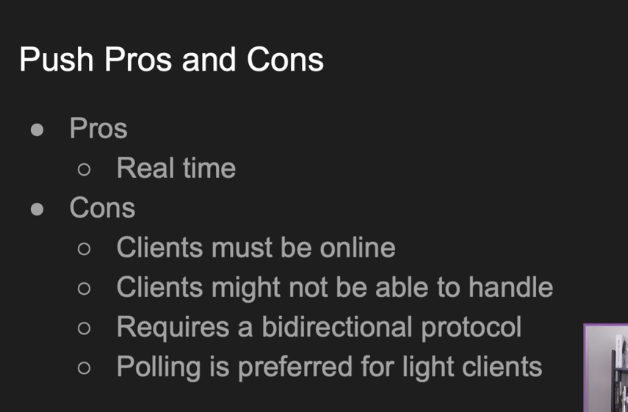 Push Pros and Cons
● Pros
○ Real time
● Cons
○ Clients must be online
○ Clients might not be able to handle
○ Requires a bidirectional protocol
○ Polling is preferred for light clients